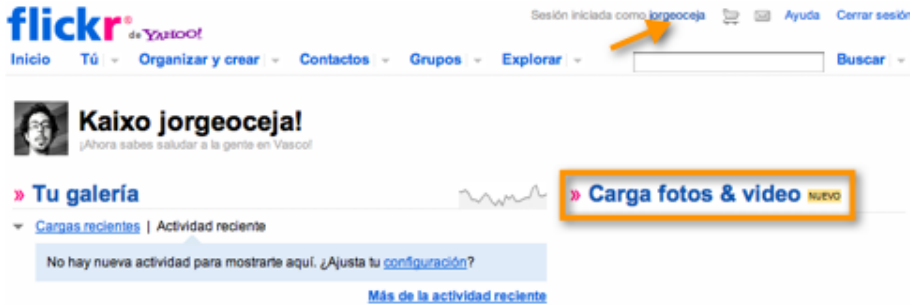 Sesión iniciada como jorgeoceja Ayuda Cerrar sesión
flickr de YAHOO!
Inicio Tú Organizar y crear Contactos Grupos Explorar Buscar
Kaixo jorgeoceja!
¡Ahora sabes saludar a la gente en Vasco!
» Tu galería
» Carga fotos & video NUEVO
Cargas recientes | Actividad reciente
No hay nueva actividad para mostrarte aquí. ¿Ajusta tu configuración?
Más de la actividad reciente